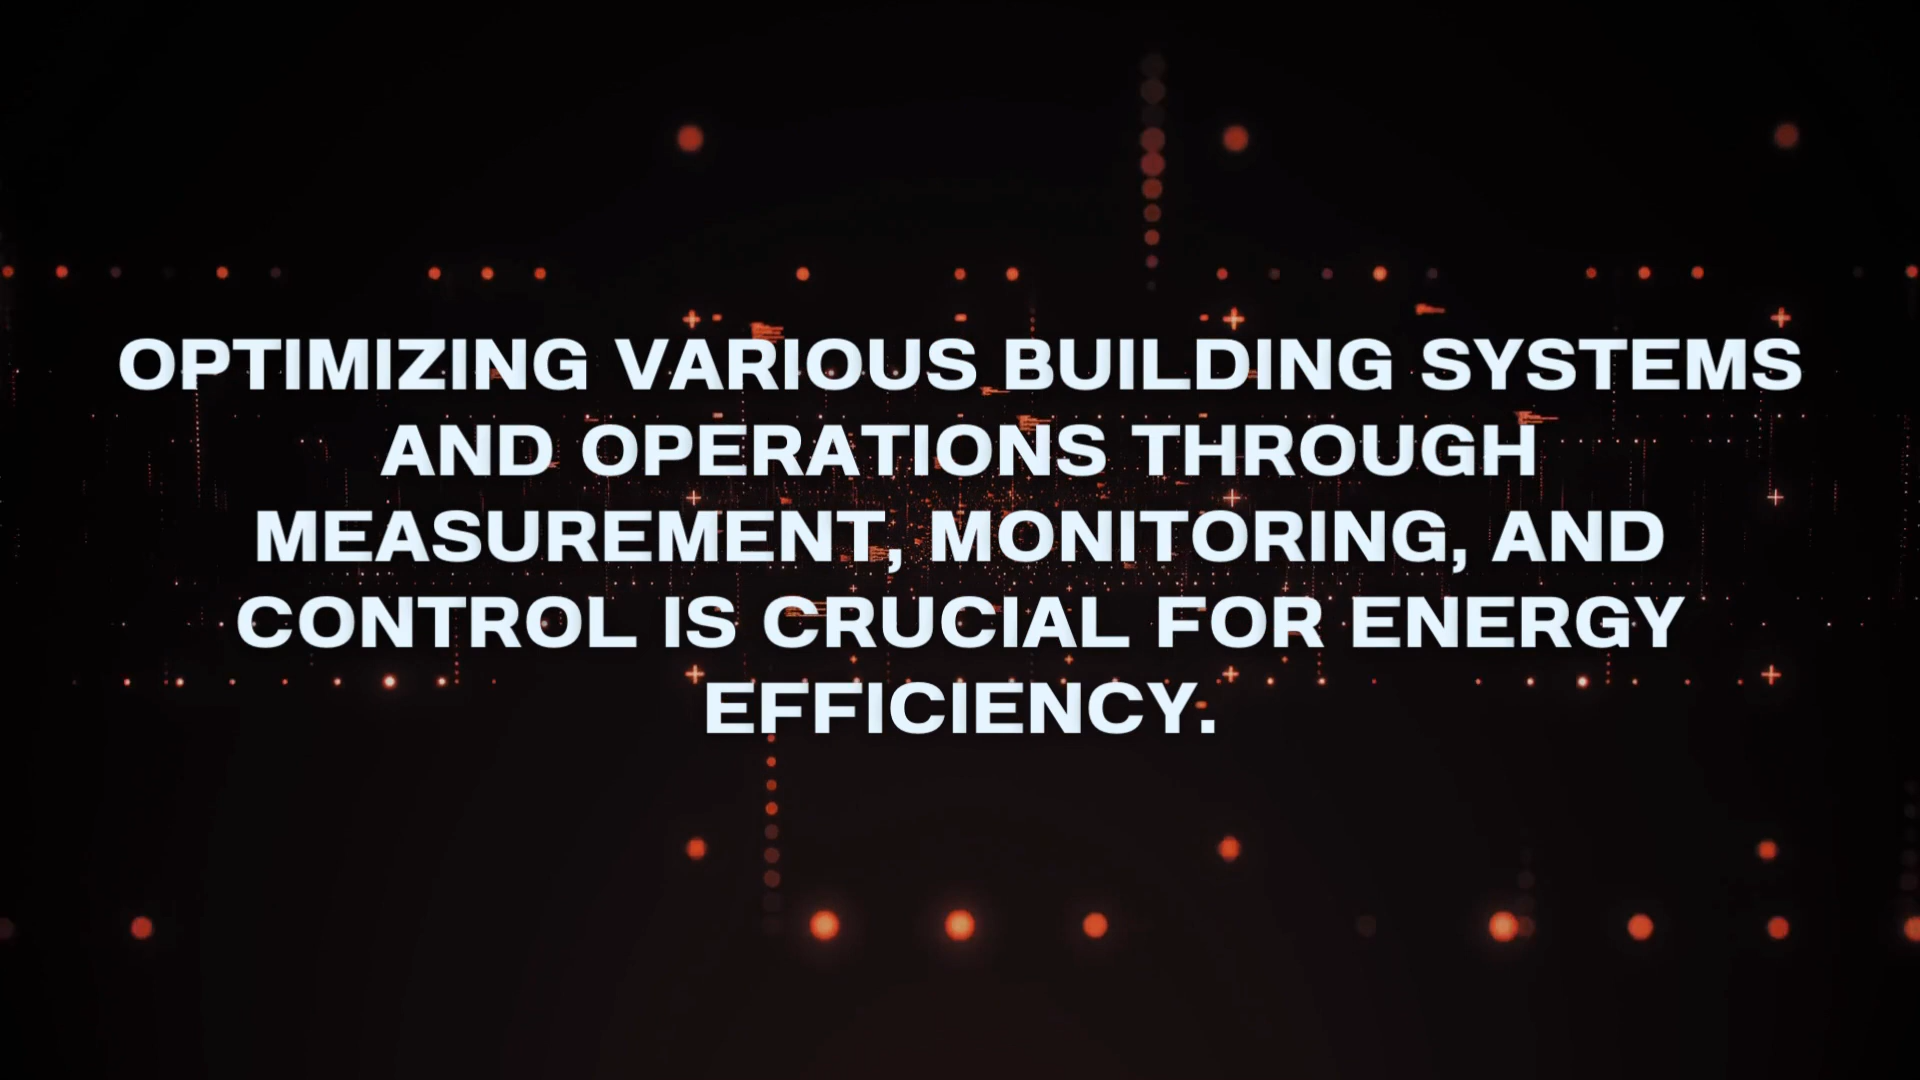 OPTIMIZING VARIOUS BUILDING SYSTEMS
AND OPERATIONS THROUGH
MEASUREMENT, MONITORING, AND
CONTROL IS CRUCIAL FOR ENERGY
EFFICIENCY.